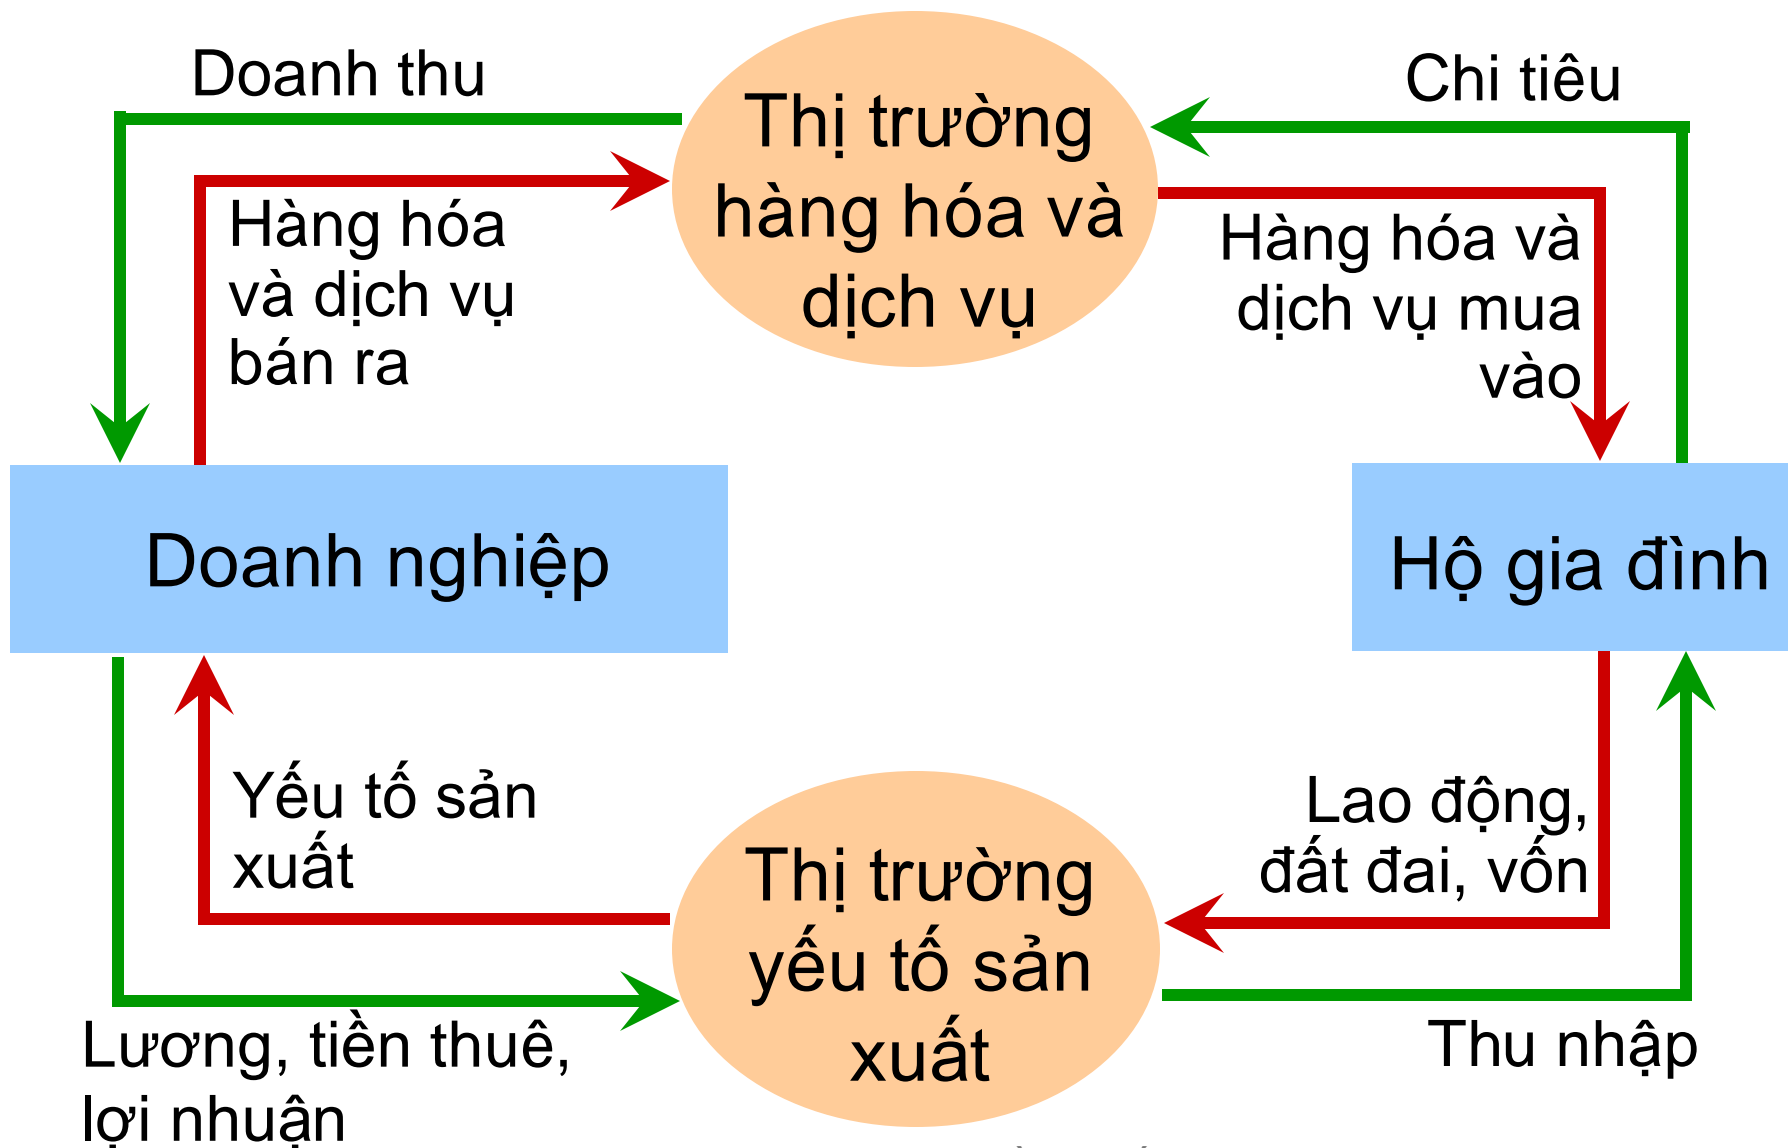 Doanh thu
Chi tiêu
Thị trường
hàng hóa và
dịch vụ
Hàng hóa
và dịch vụ
bán ra
Hàng hóa và
dịch vụ mua
vào
Doanh nghiệp
Hộ gia đình
Yếu tố sản
xuất
Lao động,
đất đai, vốn
Thị trường
yếu tố sản
xuất
Lương, tiền thuê,
lợi nhuận
Thu nhập